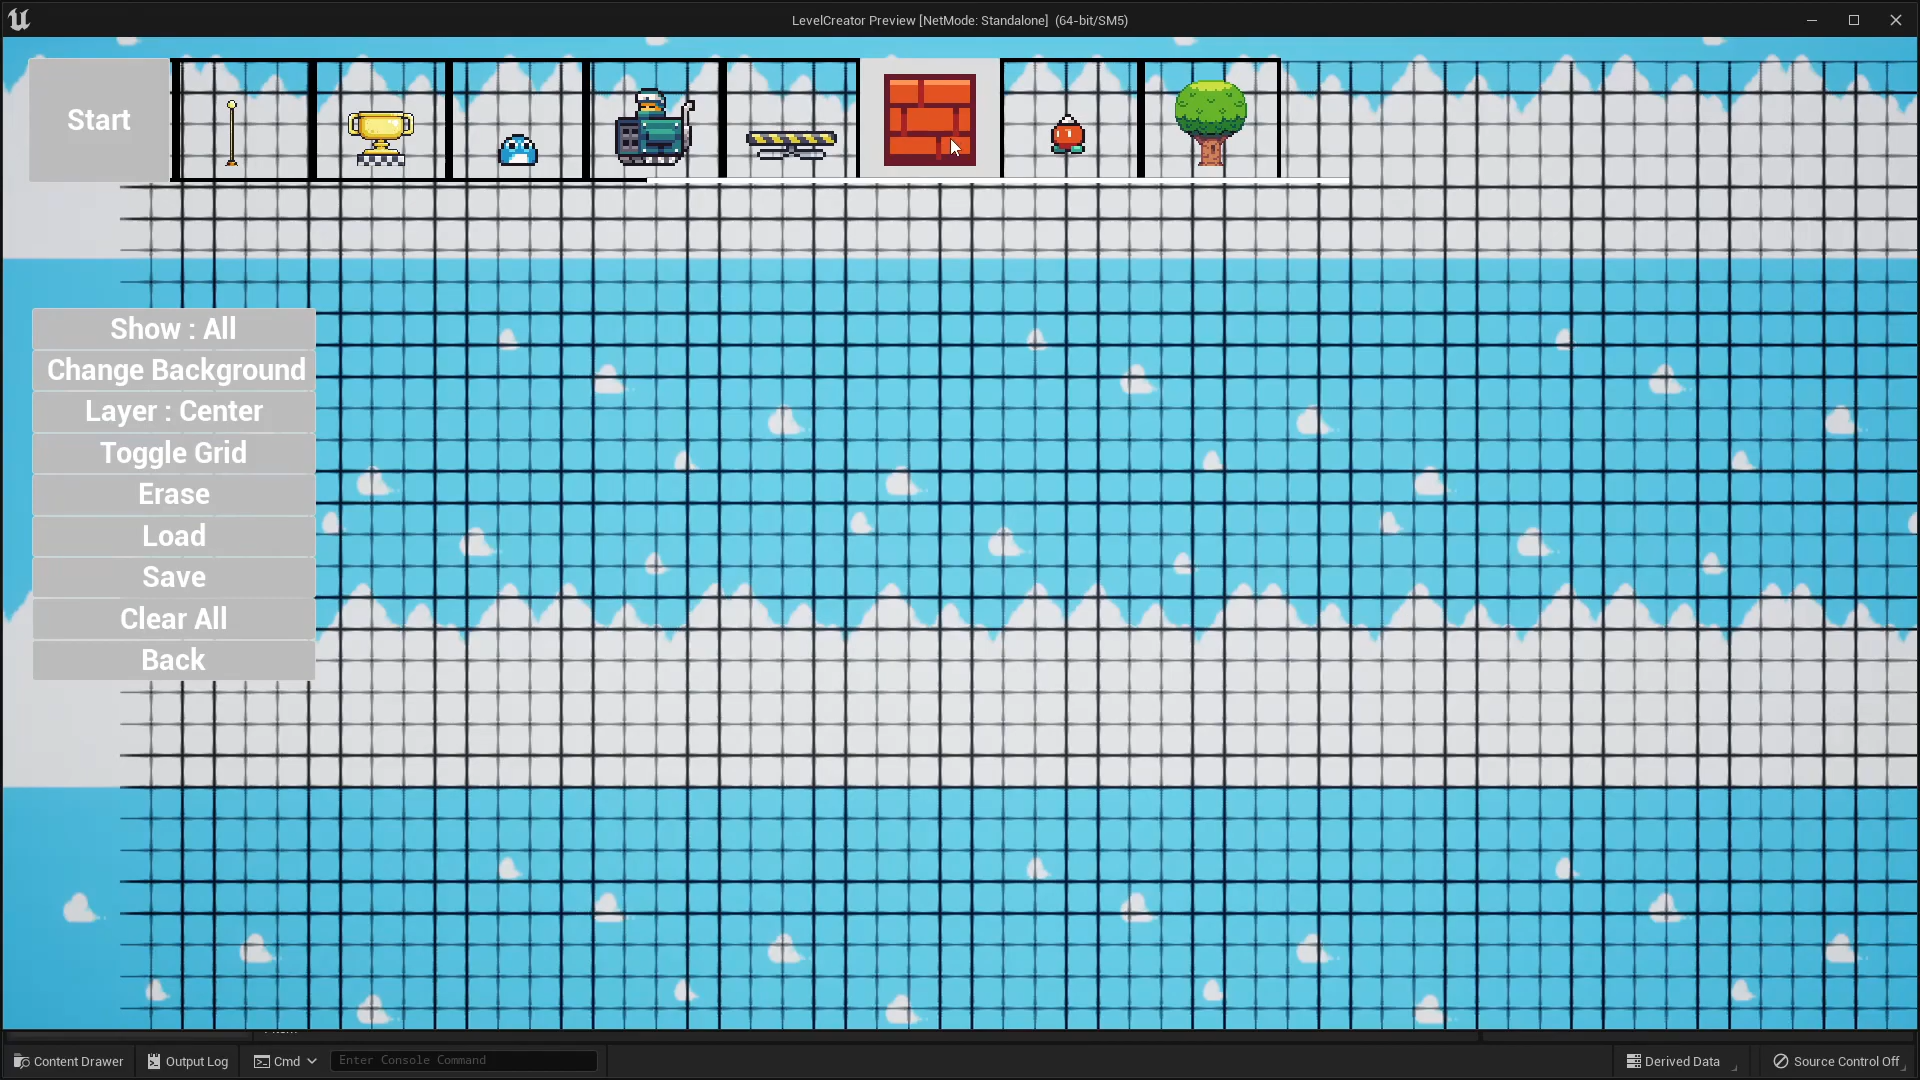 LevelCreator Preview [NetMode: Standalone] (64-bit/SM5)
Start
Show : All
Change Background
Layer : Center
Toggle Grid
Erase
Load
Save
Clear All
Back
Content Drawer
Output Log
Cmd
Enter Console Command
Derived Data
Source Control Off